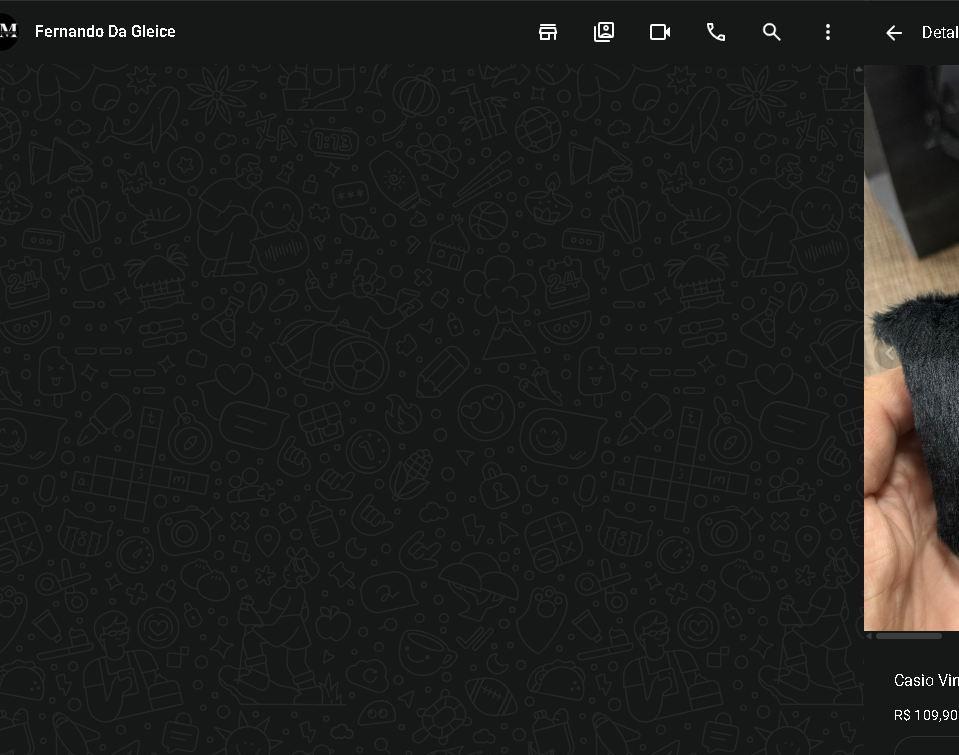 M
Fernando Da Gleice
Detal
Casio Vin
R$ 109,90